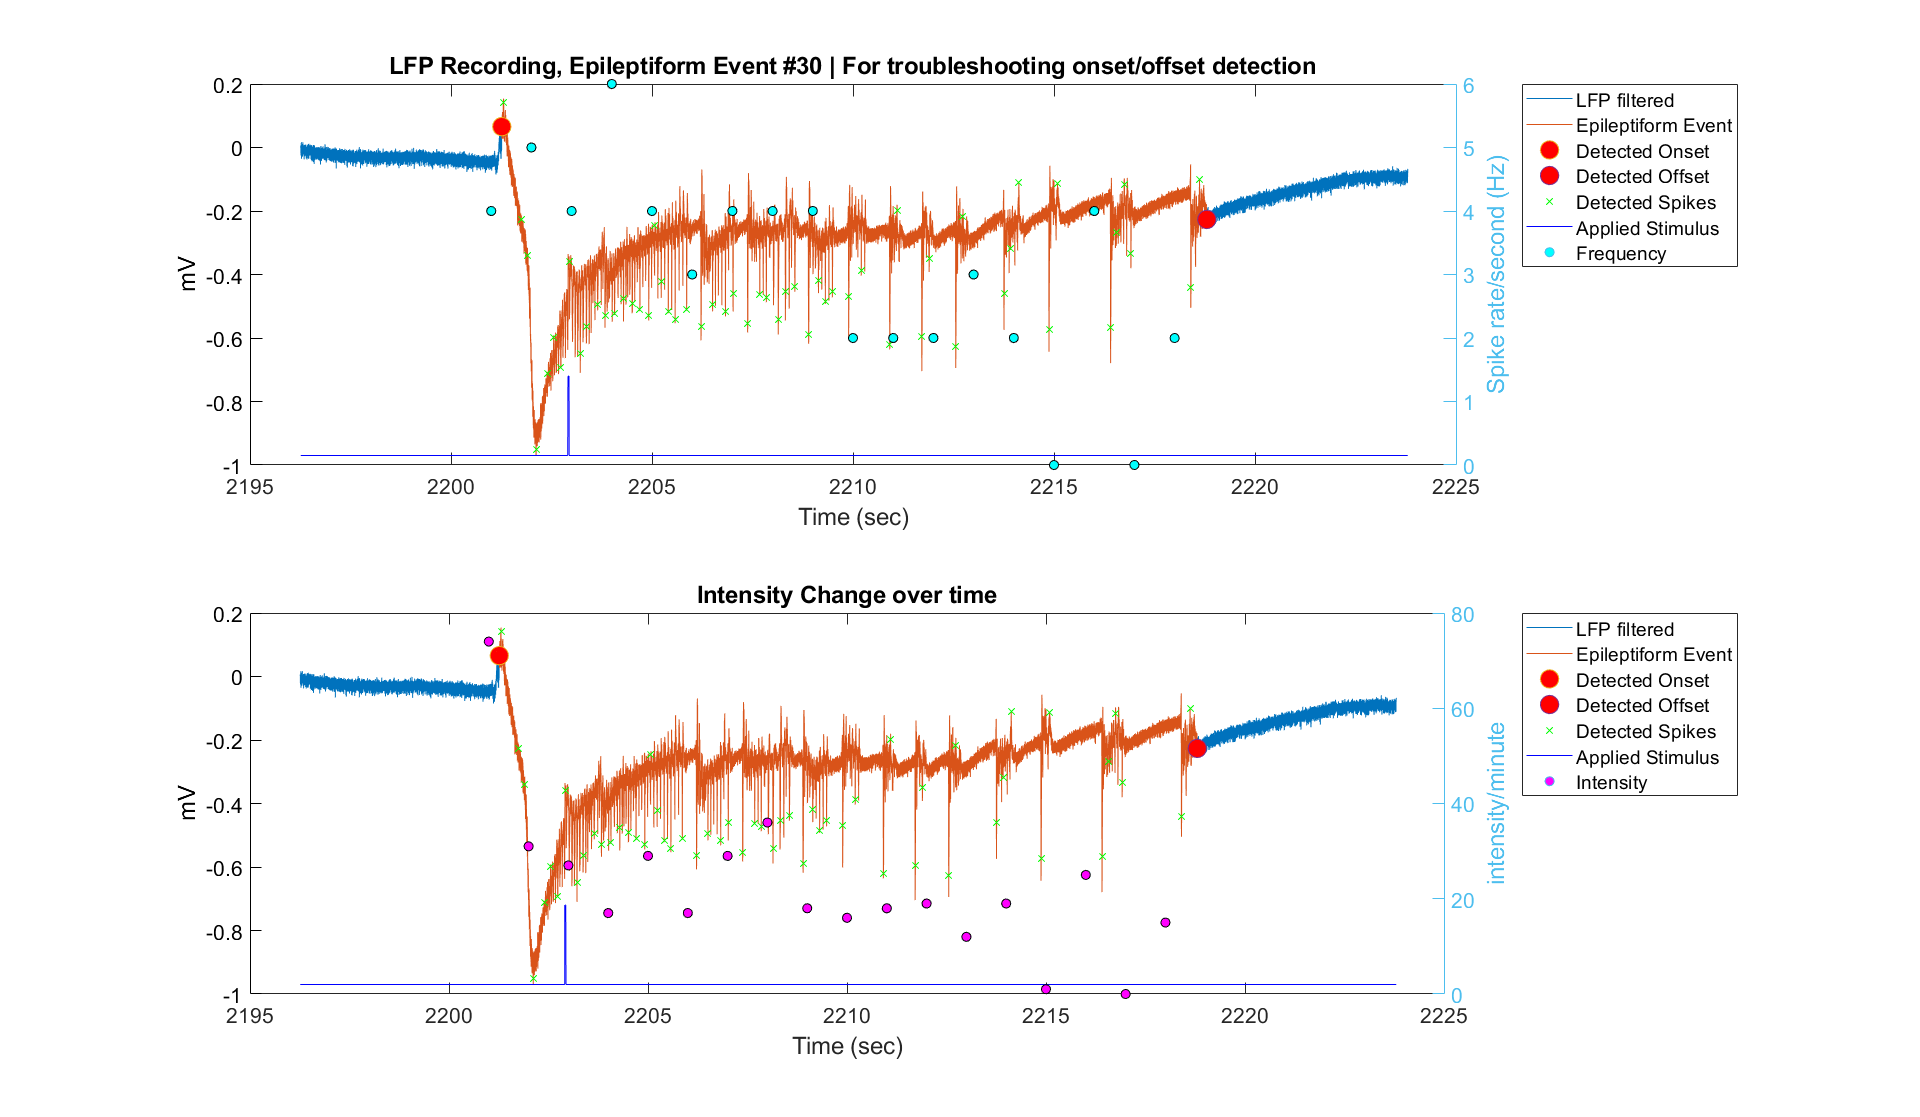 LFP Recording, Epileptiform Event #30 | For troubleshooting onset/offset detection
0.2
0
-0.2
-0.4
-0.6
-0.8
-1
mV
6
5
4
3
2
1
0
Spike rate/second (Hz)
2195 2200 2205 2210 2215 2220 2225
Time (sec)
LFP filtered
Epileptiform Event
Detected Onset
Detected Offset
Detected Spikes
Applied Stimulus
Frequency
Intensity Change over time
0.2
0
-0.2
-0.4
-0.6
-0.8
-1
mV
80
60
40
20
0
intensity/minute
2195 2200 2205 2210 2215 2220 2225
Time (sec)
LFP filtered
Epileptiform Event
Detected Onset
Detected Offset
Detected Spikes
Applied Stimulus
Intensity